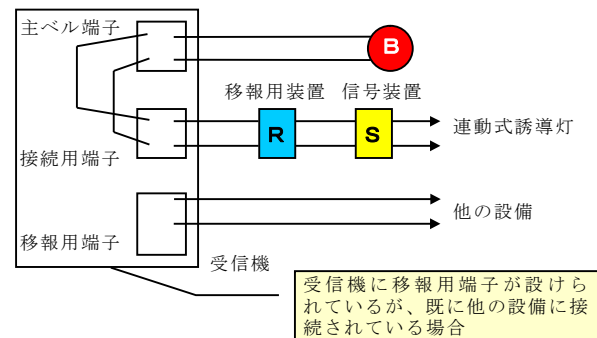 主ベル端子
B
移報用装置
信号装置
R
S
連動式誘導灯
接続用端子
他の設備
移報用端子
受信機
受信機に移報用端子が設けら
れているが、既に他の設備に接
続されている場合